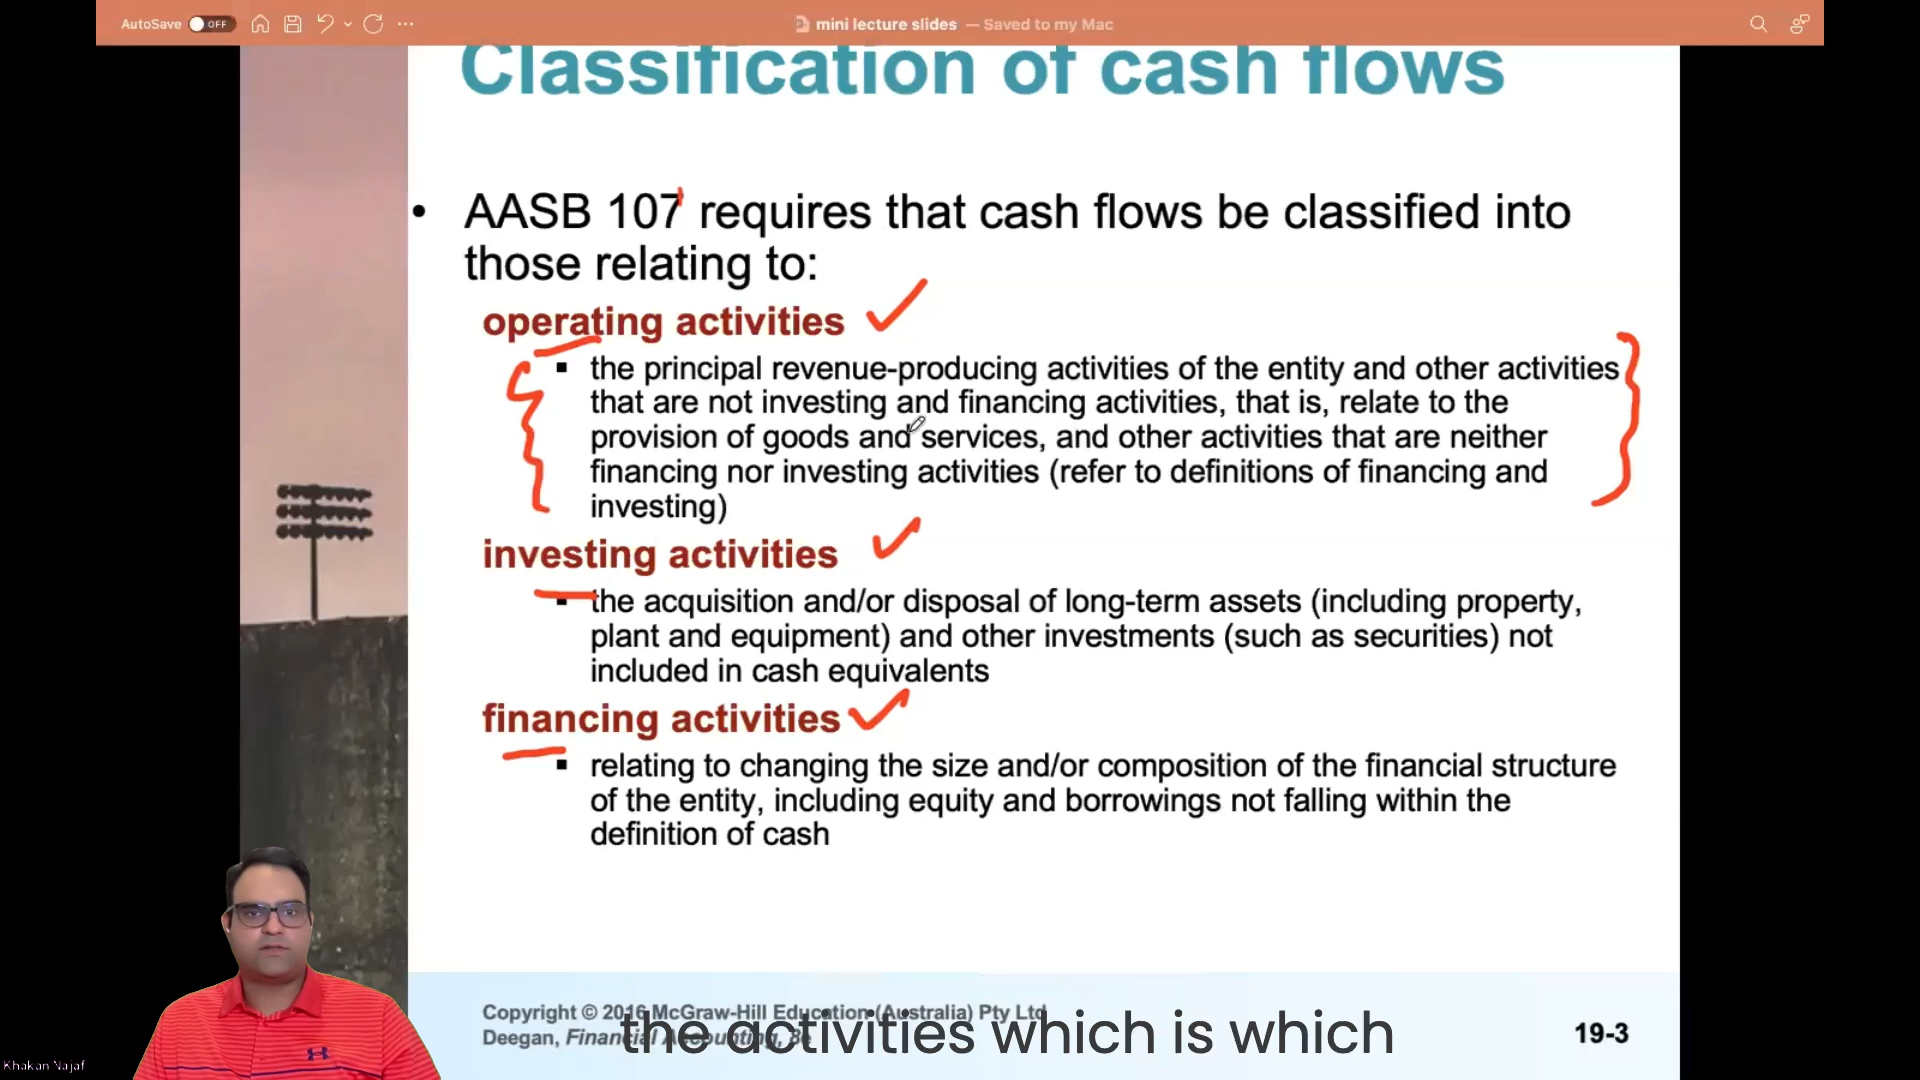 AutoSave OFF
mini lecture slides — Saved to my Mac
Classification of cash flows
• AASB 107 requires that cash flows be classified into
those relating to:
operating activities
▪ the principal revenue-producing activities of the entity and other activities
that are not investing and financing activities, that is, relate to the
provision of goods and services, and other activities that are neither
financing nor investing activities (refer to definitions of financing and
investing)
investing activities
▪ the acquisition and/or disposal of long-term assets (including property,
plant and equipment) and other investments (such as securities) not
included in cash equivalents
financing activities
▪ relating to changing the size and/or composition of the financial structure
of the entity, including equity and borrowings not falling within the
definition of cash
Copyright © 2016 McGraw-Hill Education (Australia) Pty Ltd
Deegan, Financial Accounting, 8e
the activities which is which
19-3
Khakan Najaf